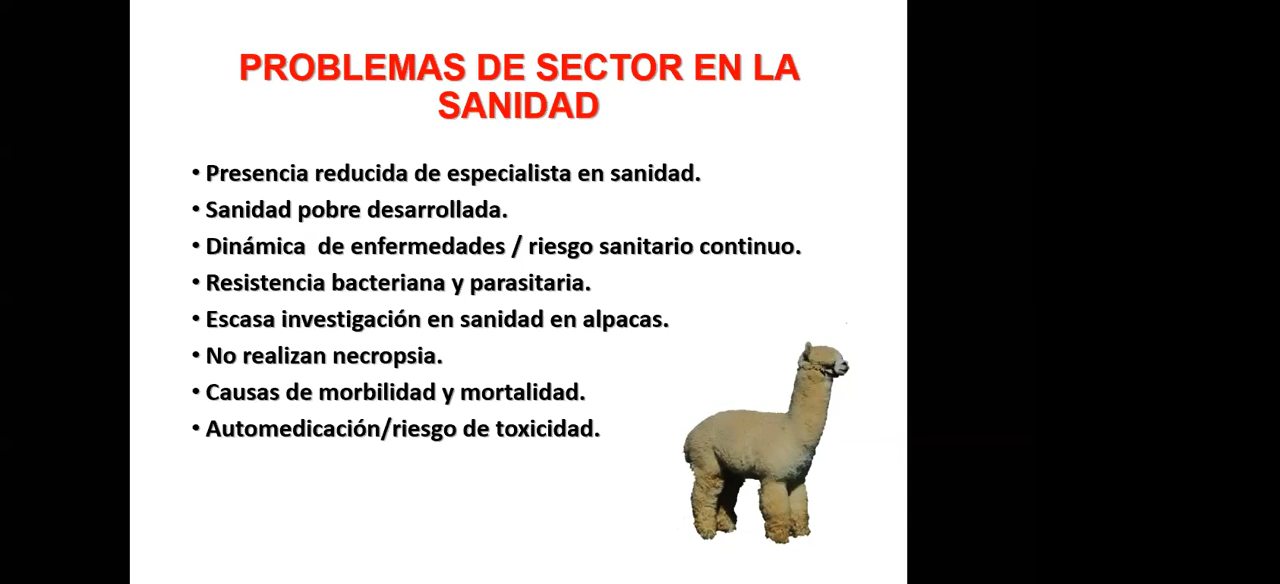 PROBLEMAS DE SECTOR EN LA
SANIDAD
• Presencia reducida de especialista en sanidad.
• Sanidad pobre desarrollada.
• Dinámica  de enfermedades / riesgo sanitario continuo.
• Resistencia bacteriana y parasitaria.
• Escasa investigación en sanidad en alpacas.
• No realizan necropsia.
• Causas de morbilidad y mortalidad.
• Automedicación/riesgo de toxicidad.